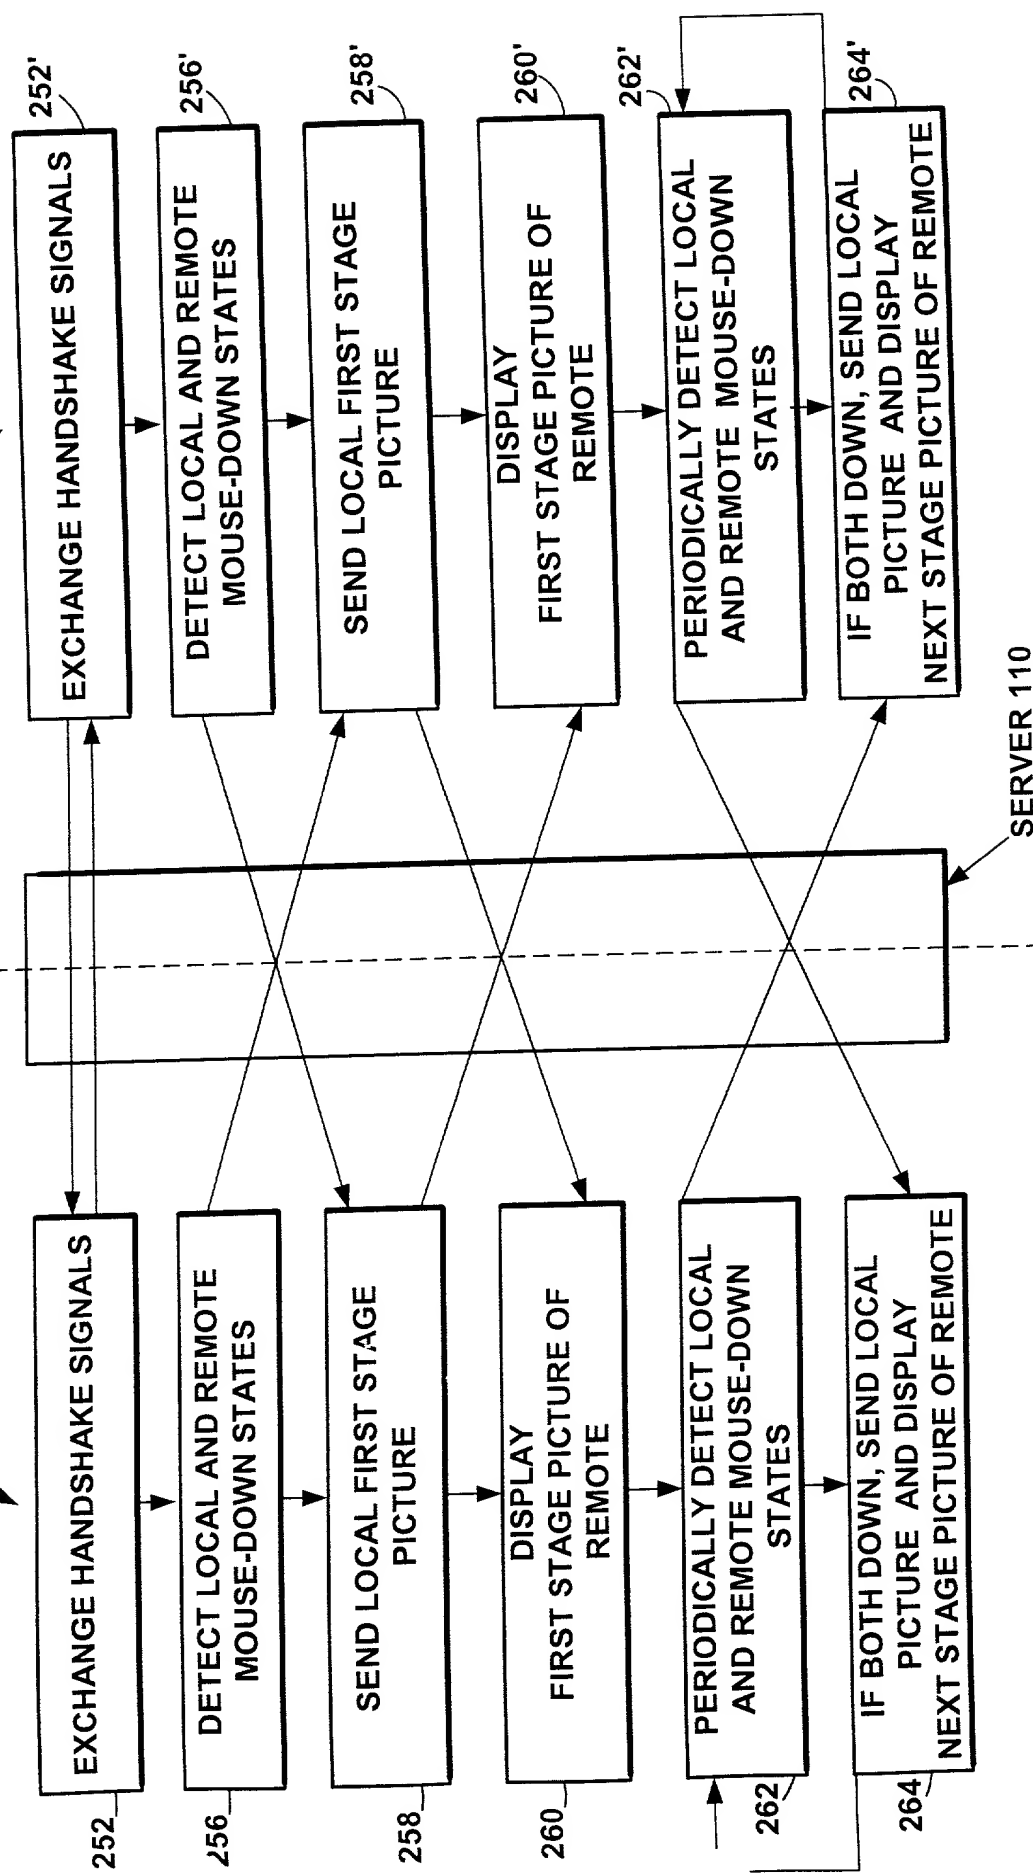 252
EXCHANGE HANDSHAKE SIGNALS
256
DETECT LOCAL AND REMOTE
MOUSE-DOWN STATES
258
SEND LOCAL FIRST STAGE
PICTURE
260
DISPLAY
FIRST STAGE PICTURE OF
REMOTE
262
PERIODICALLY DETECT LOCAL
AND REMOTE MOUSE-DOWN
STATES
264
IF BOTH DOWN, SEND LOCAL
PICTURE AND DISPLAY
NEXT STAGE PICTURE OF REMOTE
SERVER 110
252'
EXCHANGE HANDSHAKE SIGNALS
256'
DETECT LOCAL AND REMOTE
MOUSE-DOWN STATES
258'
SEND LOCAL FIRST STAGE
PICTURE
260'
DISPLAY
FIRST STAGE PICTURE OF
REMOTE
262'
PERIODICALLY DETECT LOCAL
AND REMOTE MOUSE-DOWN
STATES
264'
IF BOTH DOWN, SEND LOCAL
PICTURE AND DISPLAY
NEXT STAGE PICTURE OF REMOTE